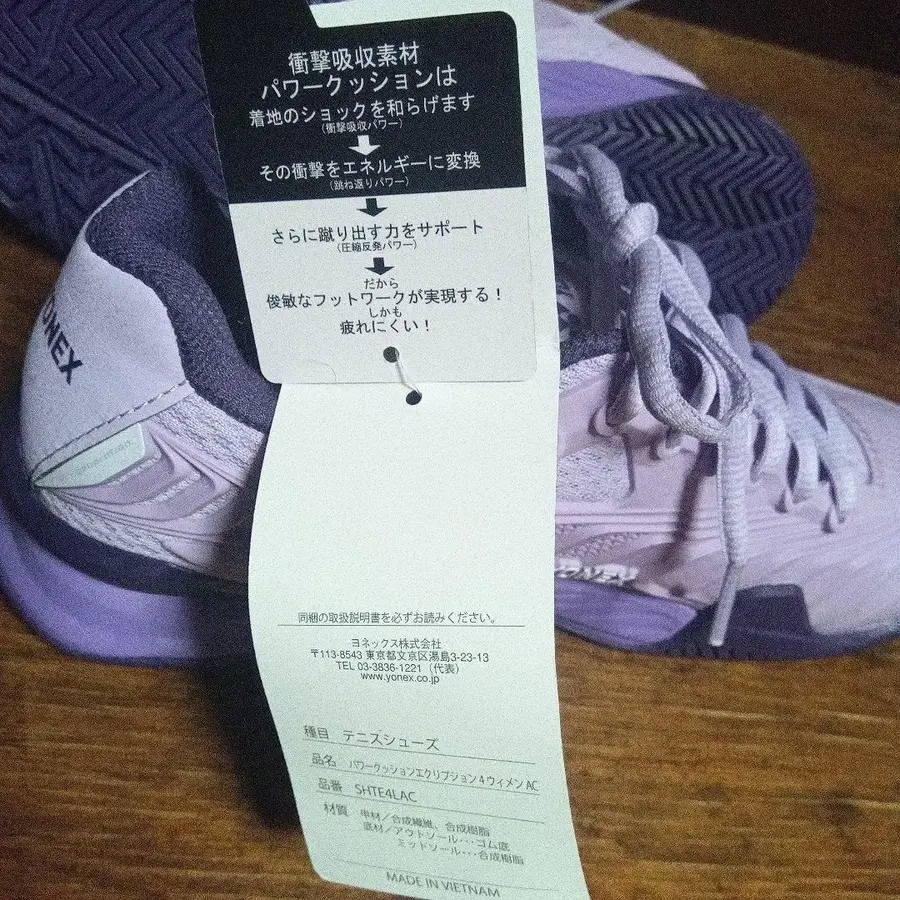 衝撃吸収素材
パワークッションは
着地のショックを和らげます
(衝撃吸収パワー)
その衝撃をエネルギーに変換
(跳ね返りパワー)
さらに蹴り出す力をサポート
(圧縮反発パワー)
だから
俊敏なフットワークが実現する!
しかも
疲れにくい!
YONEX
YONEX
同梱の取扱説明書を必ずお読みください。
ヨネックス株式会社
〒113-8543 東京都文京区湯島3-23-13
TEL 03-3836-1221(代表)
www.yonex.co.jp
種目 テニスシューズ
品名 パワークッションエクリプション4ウィメンAC
品番 SHTE4LAC
材質 甲材/合成繊維、合成樹脂
底材/アウトソール…ゴム底
ミッドソール…合成樹脂
MADE IN VIETNAM